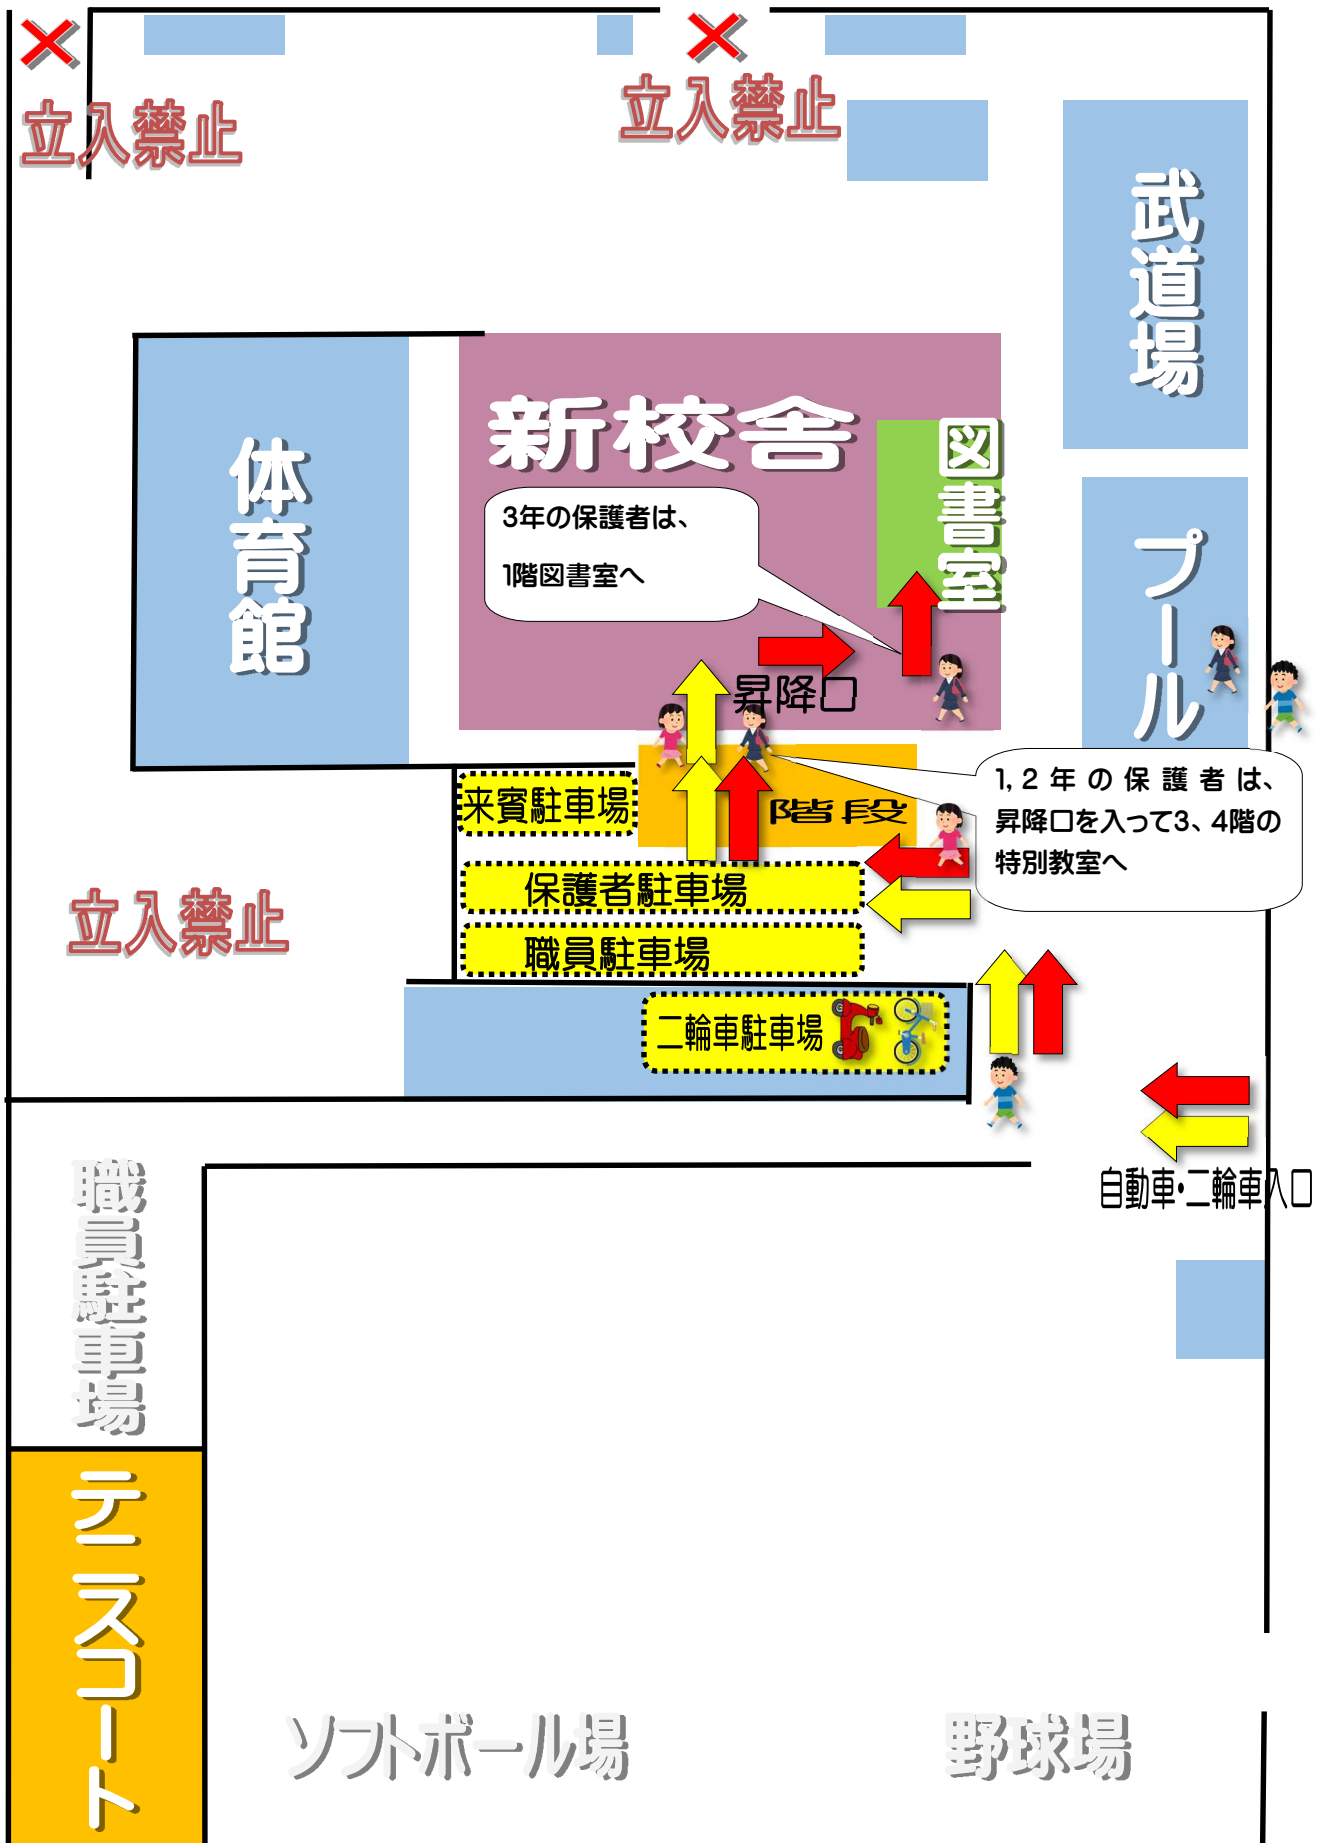 立入禁止
立入禁止
武道場
新校舎
図書室
体育館
3年の保護者は、
1階図書室へ
プール
昇降口
1,2年の保護者は、
昇降口を入って3、4階の
特別教室へ
来賓駐車場
階段
保護者駐車場
職員駐車場
立入禁止
二輪車駐車場
自動車・二輪車入口
職員駐車場
テニスコート
ソフトボール場
野球場